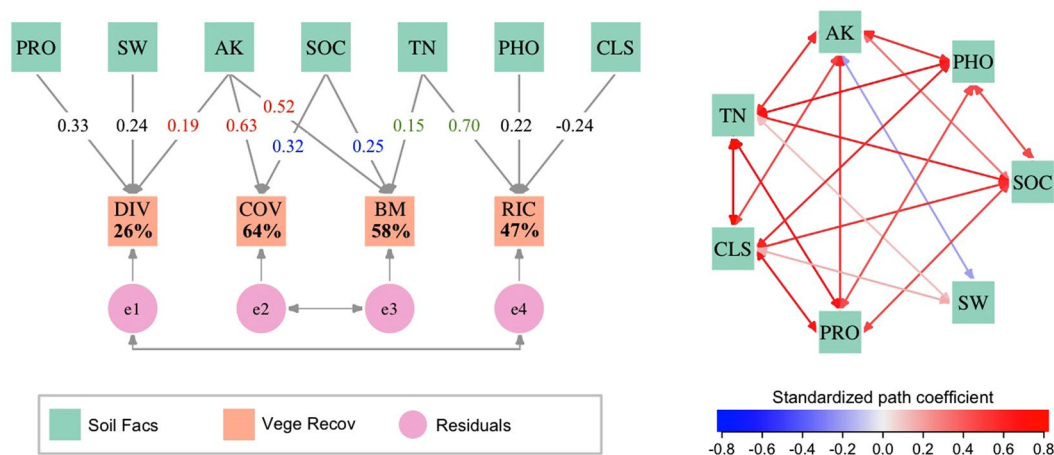 PRO SW AK SOC TN PHO CLS
0.52
0.33 0.24 0.19 0.63 0.15 0.70 0.22 -0.24
0.32 0.25
DIV COV BM RIC
26% 64% 58% 47%
e1 e2 e3 e4
Soil Facs Vege Recov Residuals
AK
PHO
TN
SOC
CLS
SW
PRO
Standardized path coefficient
-0.8 -0.6 -0.4 -0.2 0.0 0.2 0.4 0.6 0.8